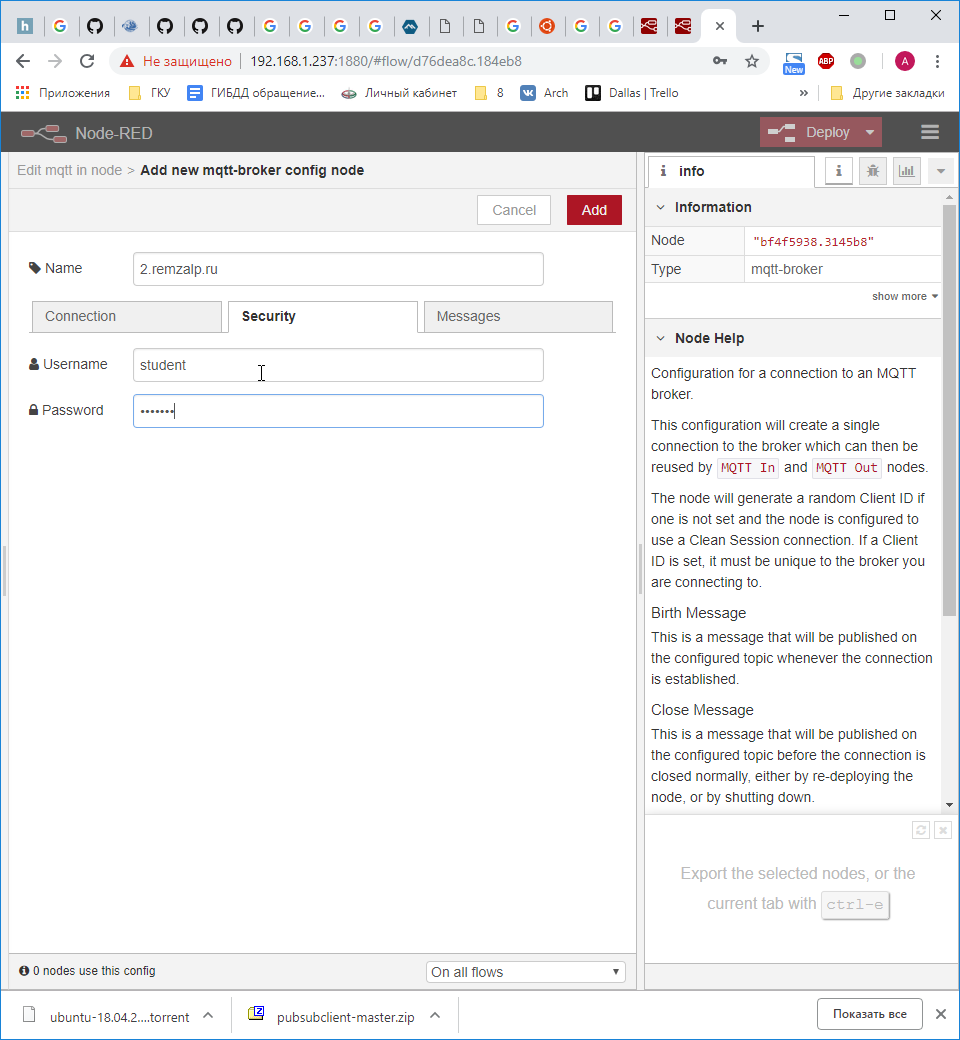 Не защищено
192.168.1.237:1880/#flow/d76dea8c.184eb8
New
ABP
A
Приложения
ГКУ
ГИБДД обращение...
Личный кабинет
8
Arch
Dallas | Trello
»
Другие закладки
Node-RED
Deploy
Edit mqtt in node > Add new mqtt-broker config node
Cancel
Add
Name
2.remzalp.ru
Connection
Security
Messages
Username
student
Password
•••••••
0 nodes use this config
On all flows
info
Information
Node
"bf4f5938.3145b8"
Type
mqtt-broker
show more
Node Help
Configuration for a connection to an MQTT
broker.
This configuration will create a single
connection to the broker which can then be
reused by MQTT In and MQTT Out nodes.
The node will generate a random Client ID if
one is not set and the node is configured to
use a Clean Session connection. If a Client
ID is set, it must be unique to the broker you
are connecting to.
Birth Message
This is a message that will be published on
the configured topic whenever the connection
is established.
Close Message
This is a message that will be published on
the configured topic before the connection is
closed normally, either by re-deploying the
node, or by shutting down.
Export the selected nodes, or the
current tab with ctrl-e
ubuntu-18.04.2....torrent
pubsubclient-master.zip
Показать все